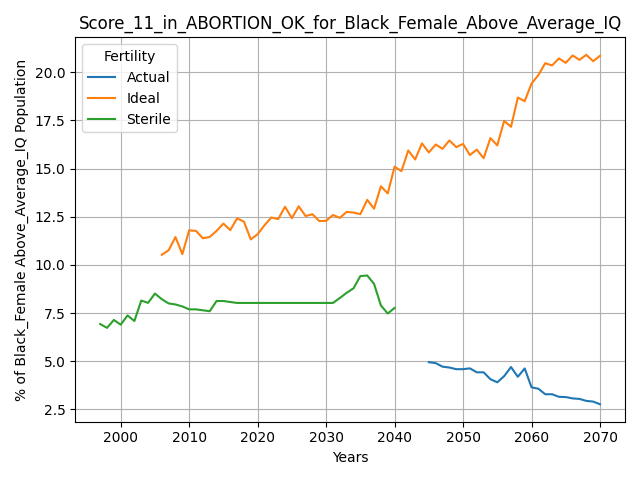 Score_11_in_ABORTION_OK_for_Black_Female_Above_Average_IQ
% of Black_Female Above_Average_IQ Population
20.0
17.5
15.0
12.5
10.0
7.5
5.0
2.5
Fertility
Actual
Ideal
Sterile
2000 2010 2020 2030 2040 2050 2060 2070
Years